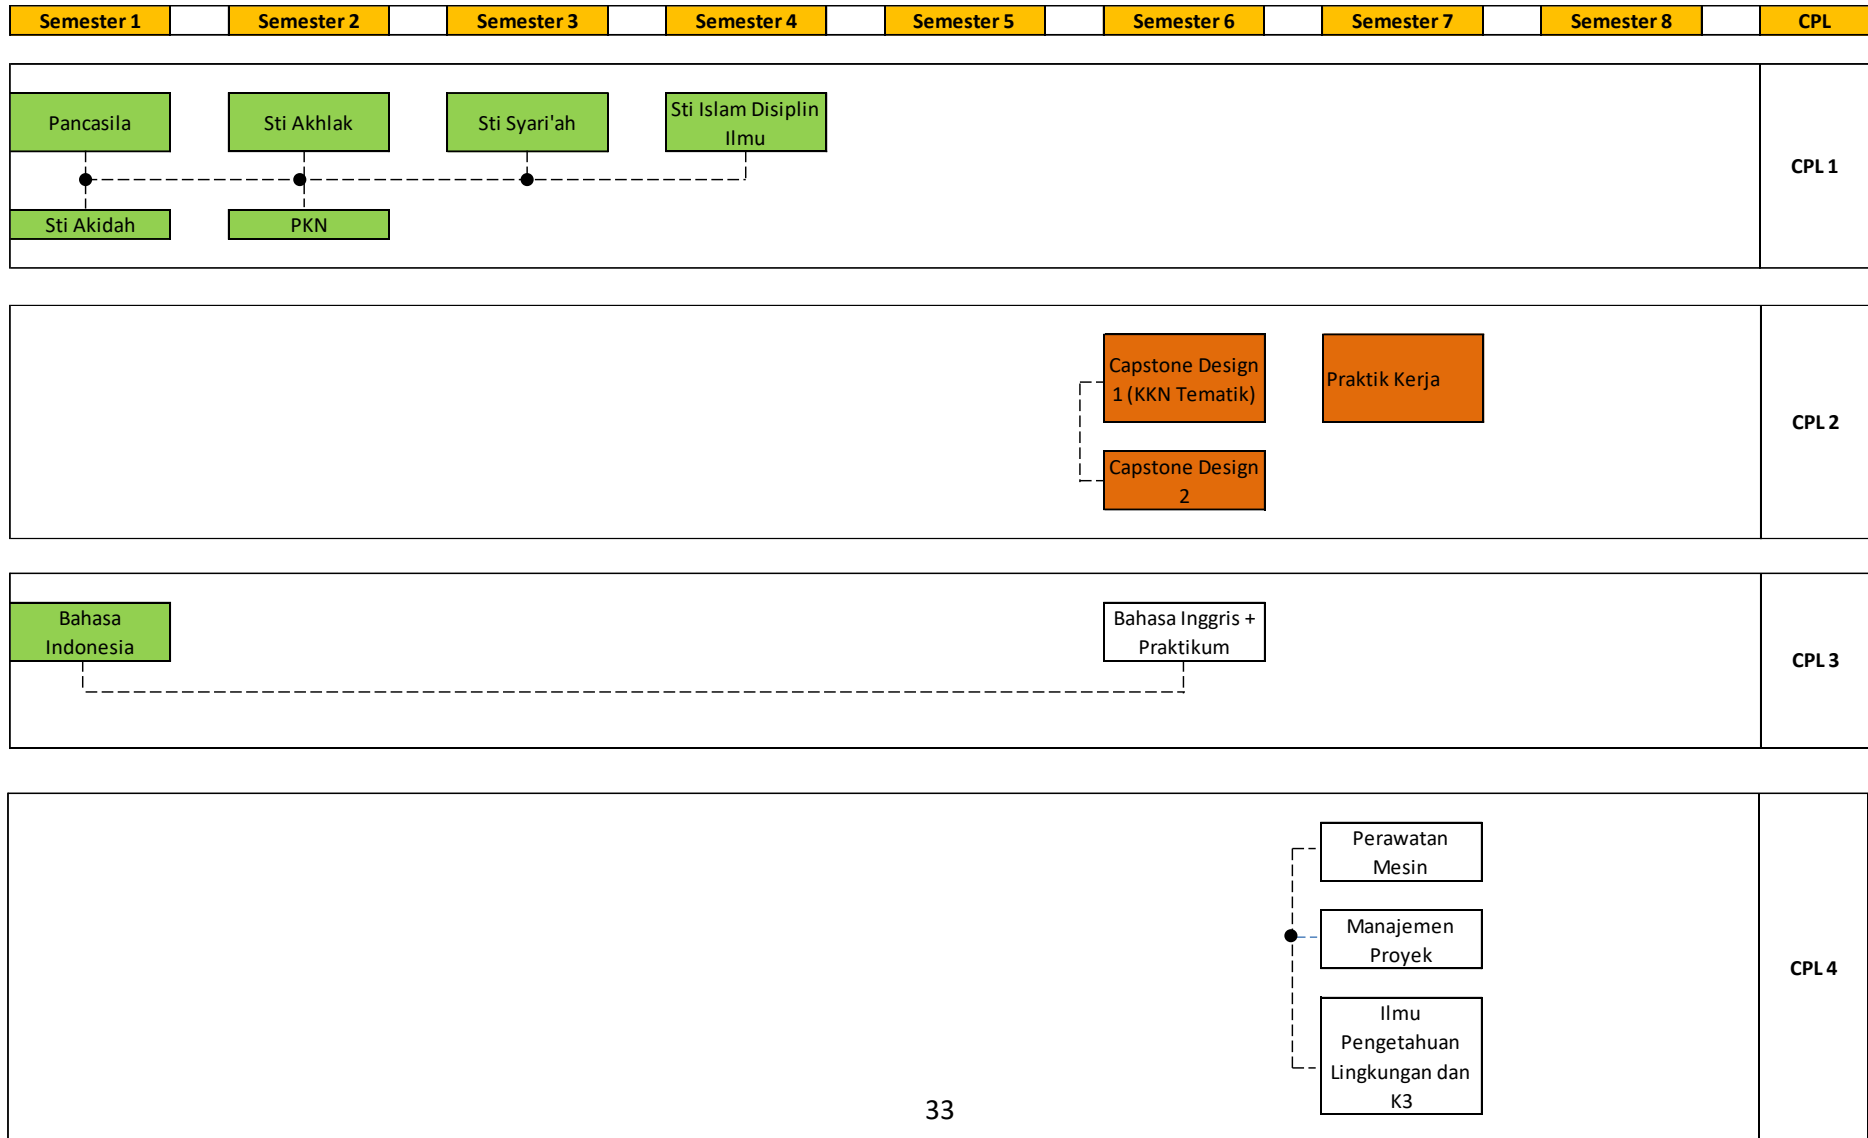 Semester 1 Semester 2 Semester 3 Semester 4 Semester 5 Semester 6 Semester 7 Semester 8 CPL
Pancasila
Sti Akhlak
Sti Syari'ah
Sti Islam Disiplin
Ilmu
Sti Akidah
PKN
CPL 1
Capstone Design
1 (KKN Tematik)
Praktik Kerja
Capstone Design
2
CPL 2
Bahasa
Indonesia
Bahasa Inggris +
Praktikum
CPL 3
Perawatan
Mesin
Manajemen
Proyek
Ilmu
Pengetahuan
Lingkungan dan
K3
CPL 4
33